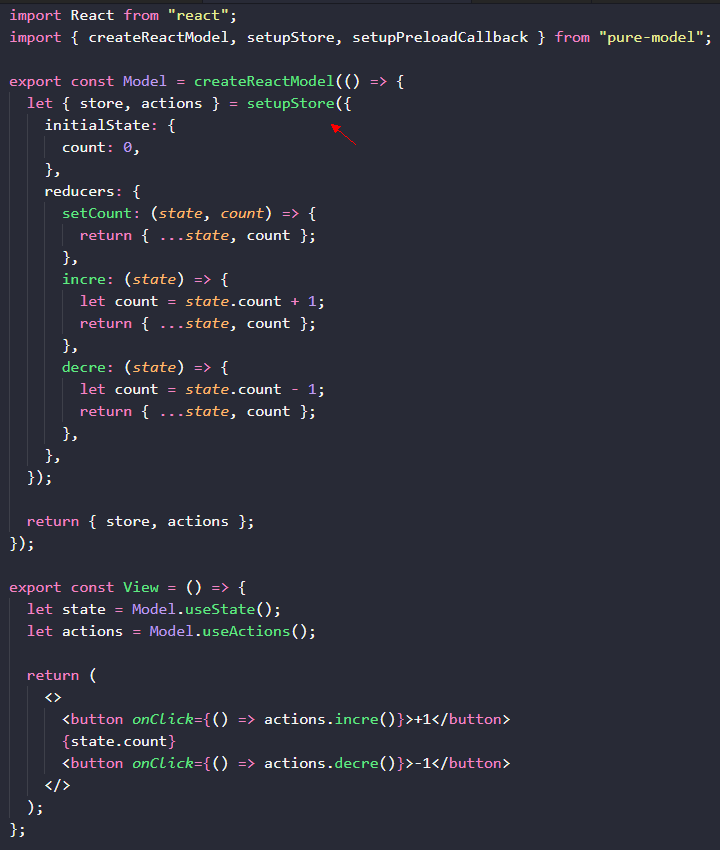 import React from "react";
import { createReactModel, setupStore, setupPreloadCallback } from "pure-model";

export const Model = createReactModel(() => {
  let { store, actions } = setupStore({
    initialState: {
      count: 0,
    },
    reducers: {
      setCount: (state, count) => {
        return { ...state, count };
      },
      incre: (state) => {
        let count = state.count + 1;
        return { ...state, count };
      },
      decre: (state) => {
        let count = state.count - 1;
        return { ...state, count };
      },
    },
  });

  return { store, actions };
});

export const View = () => {
  let state = Model.useState();
  let actions = Model.useActions();

  return (
    <>
      <button onClick={() => actions.incre()}>+1</button>
      {state.count}
      <button onClick={() => actions.decre()}>-1</button>
    </>
  );
};